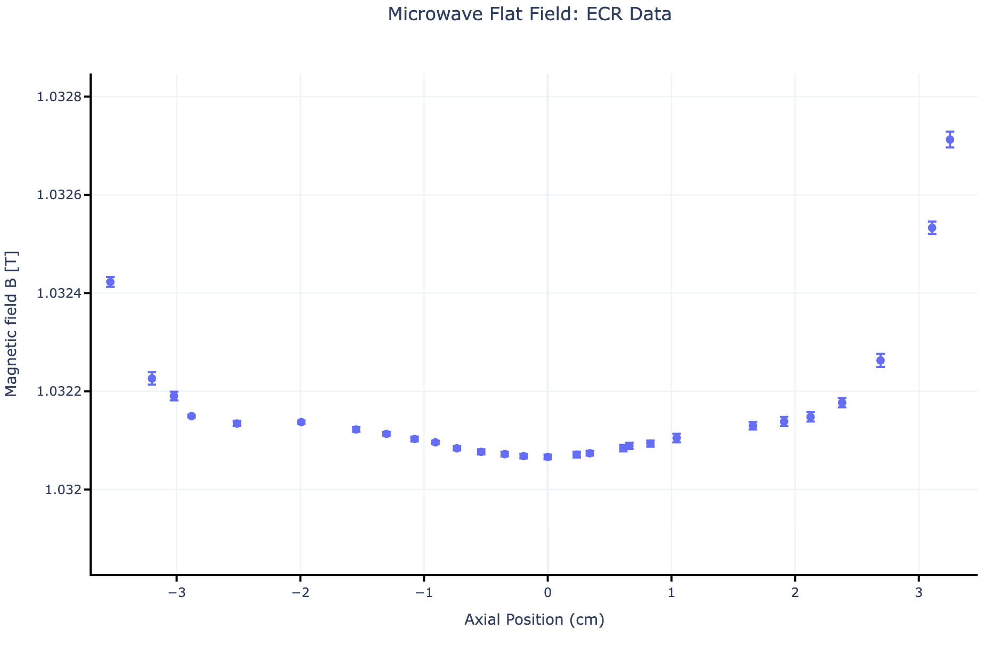 Microwave Flat Field: ECR Data
Magnetic field B [T]
1.0328
1.0326
1.0324
1.0322
1.032
−3 −2 −1 0 1 2 3
Axial Position (cm)